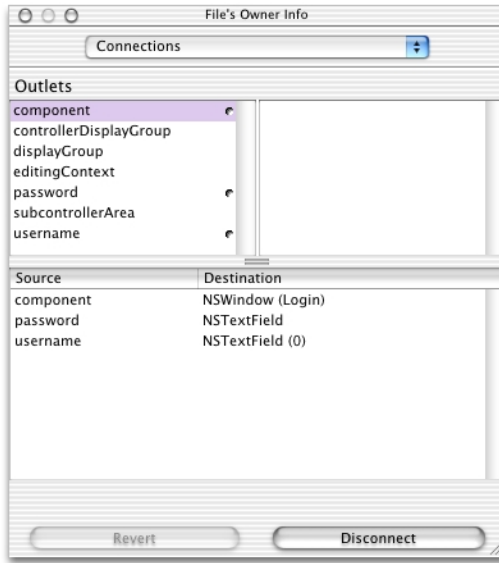 File's Owner Info
Connections
Outlets
component
controllerDisplayGroup
displayGroup
editingContext
password
subcontrollerArea
username
Source Destination
component NSWindow (Login)
password NSTextField
username NSTextField (0)
Revert Disconnect